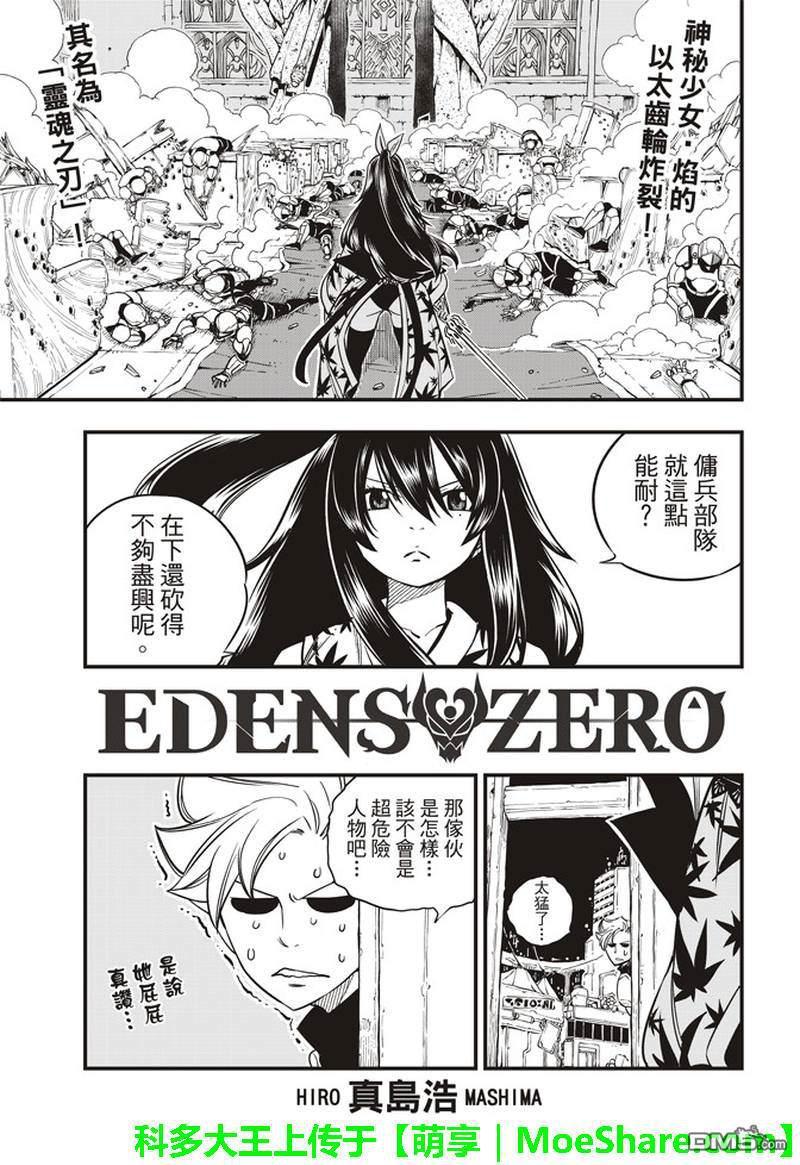 神秘少女‧焰的
以太齒輪炸裂！
其名為
「靈魂之刃」！
傭兵部隊
就這點
能耐？
在下還砍得
不夠盡興呢。
EDENS ZERO
太猛了…
那傢伙
是怎樣…
該不會是
超危險
人物吧…
是說
她屁屁
真讚…
HIRO 真島浩 MASHIMA
科多大王上传于【萌享｜MoeShare